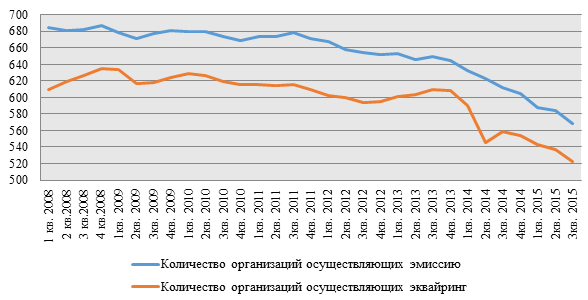 700
680
660
640
620
600
580
560
540
520
500
1 кв. 2008
2 кв.2008
3 кв.2008
4 кв.2008
1кв. 2009
2кв. 2009
3кв. 2009
4кв. 2009
1кв. 2010
2кв. 2010
3кв. 2010
4кв. 2010
1кв. 2011
2кв. 2011
3кв. 2011
4кв. 2011
1кв. 2012
2кв. 2012
3кв. 2012
4кв. 2012
1кв. 2013
2кв. 2013
3кв. 2013
4кв. 2013
1кв. 2014
2кв. 2014
3кв. 2014
4кв. 2014
1кв. 2015
2кв. 2015
3кв. 2015
Количество организаций осуществляющих эмиссию
Количество организаций осуществляющих эквайринг